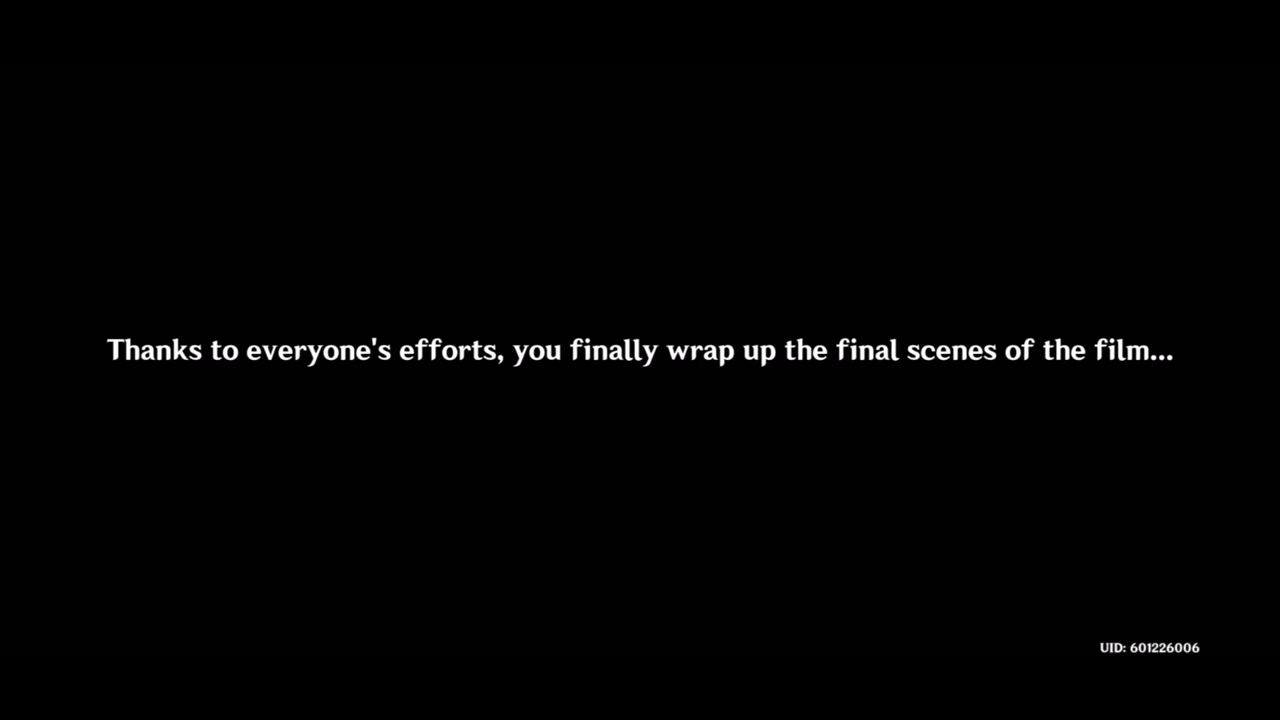 Thanks to everyone's efforts, you finally wrap up the final scenes of the film...
UID: 601226006